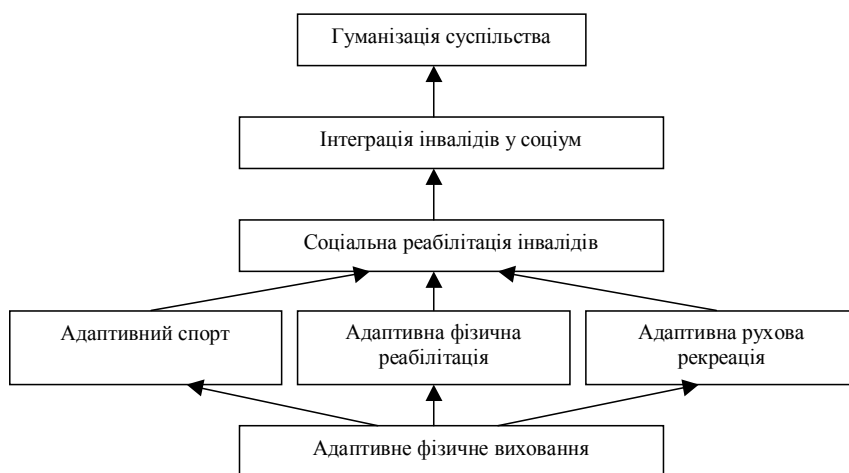 Гуманізація суспільства
Інтеграція інвалідів у соціум
Соціальна реабілітація інвалідів
Адаптивний спорт
Адаптивна фізична
реабілітація
Адаптивна рухова
рекреація
Адаптивне фізичне виховання